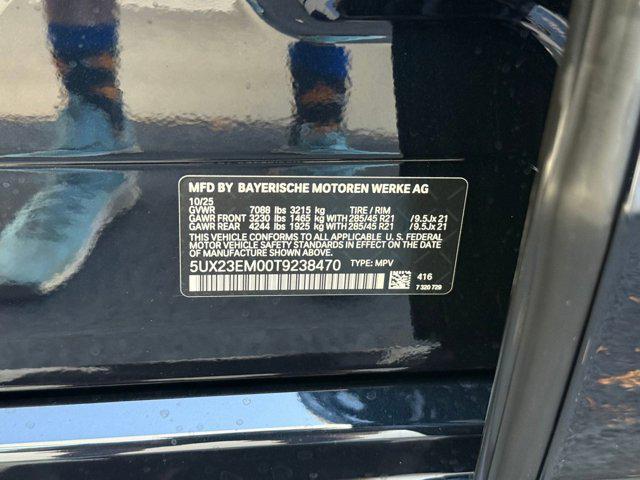 MFD BY BAYERISCHE MOTOREN WERKE AG
10/25
GVWR 7088 lbs 3215 kg TIRE / RIM
GAWR FRONT 3230 lbs 1465 kg WITH 285/45 R21 / 9.5Jx 21
GAWR REAR 4244 lbs 1925 kg WITH 285/45 R21 / 9.5Jx 21
THIS VEHICLE CONFORMS TO ALL APPLICABLE U. S. FEDERAL
MOTOR VEHICLE SAFETY STANDARDS IN EFFECT ON THE DATE
OF MANUFACTURE SHOWN ABOVE.
5UX23EM00T9238470 TYPE: MPV
416
7 320 729